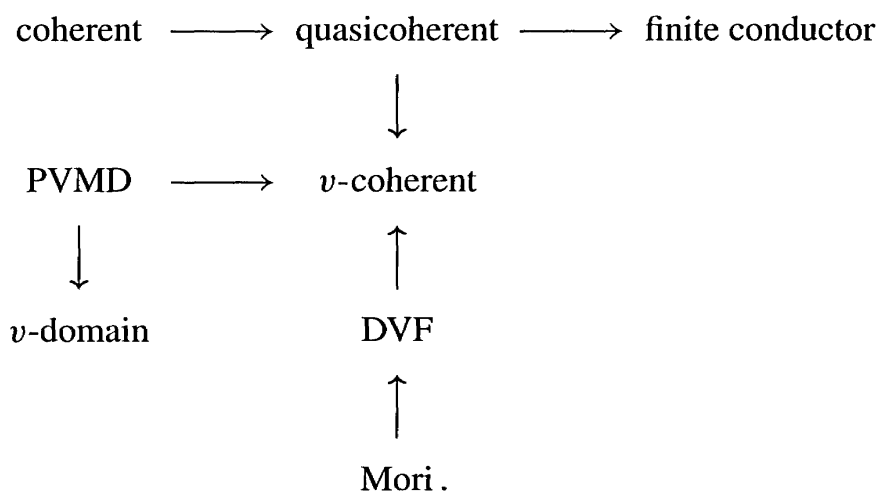 coherent → quasicoherent → finite conductor
↓
PVMD → v-coherent
↓ ↑
v-domain DVF
↑
Mori.